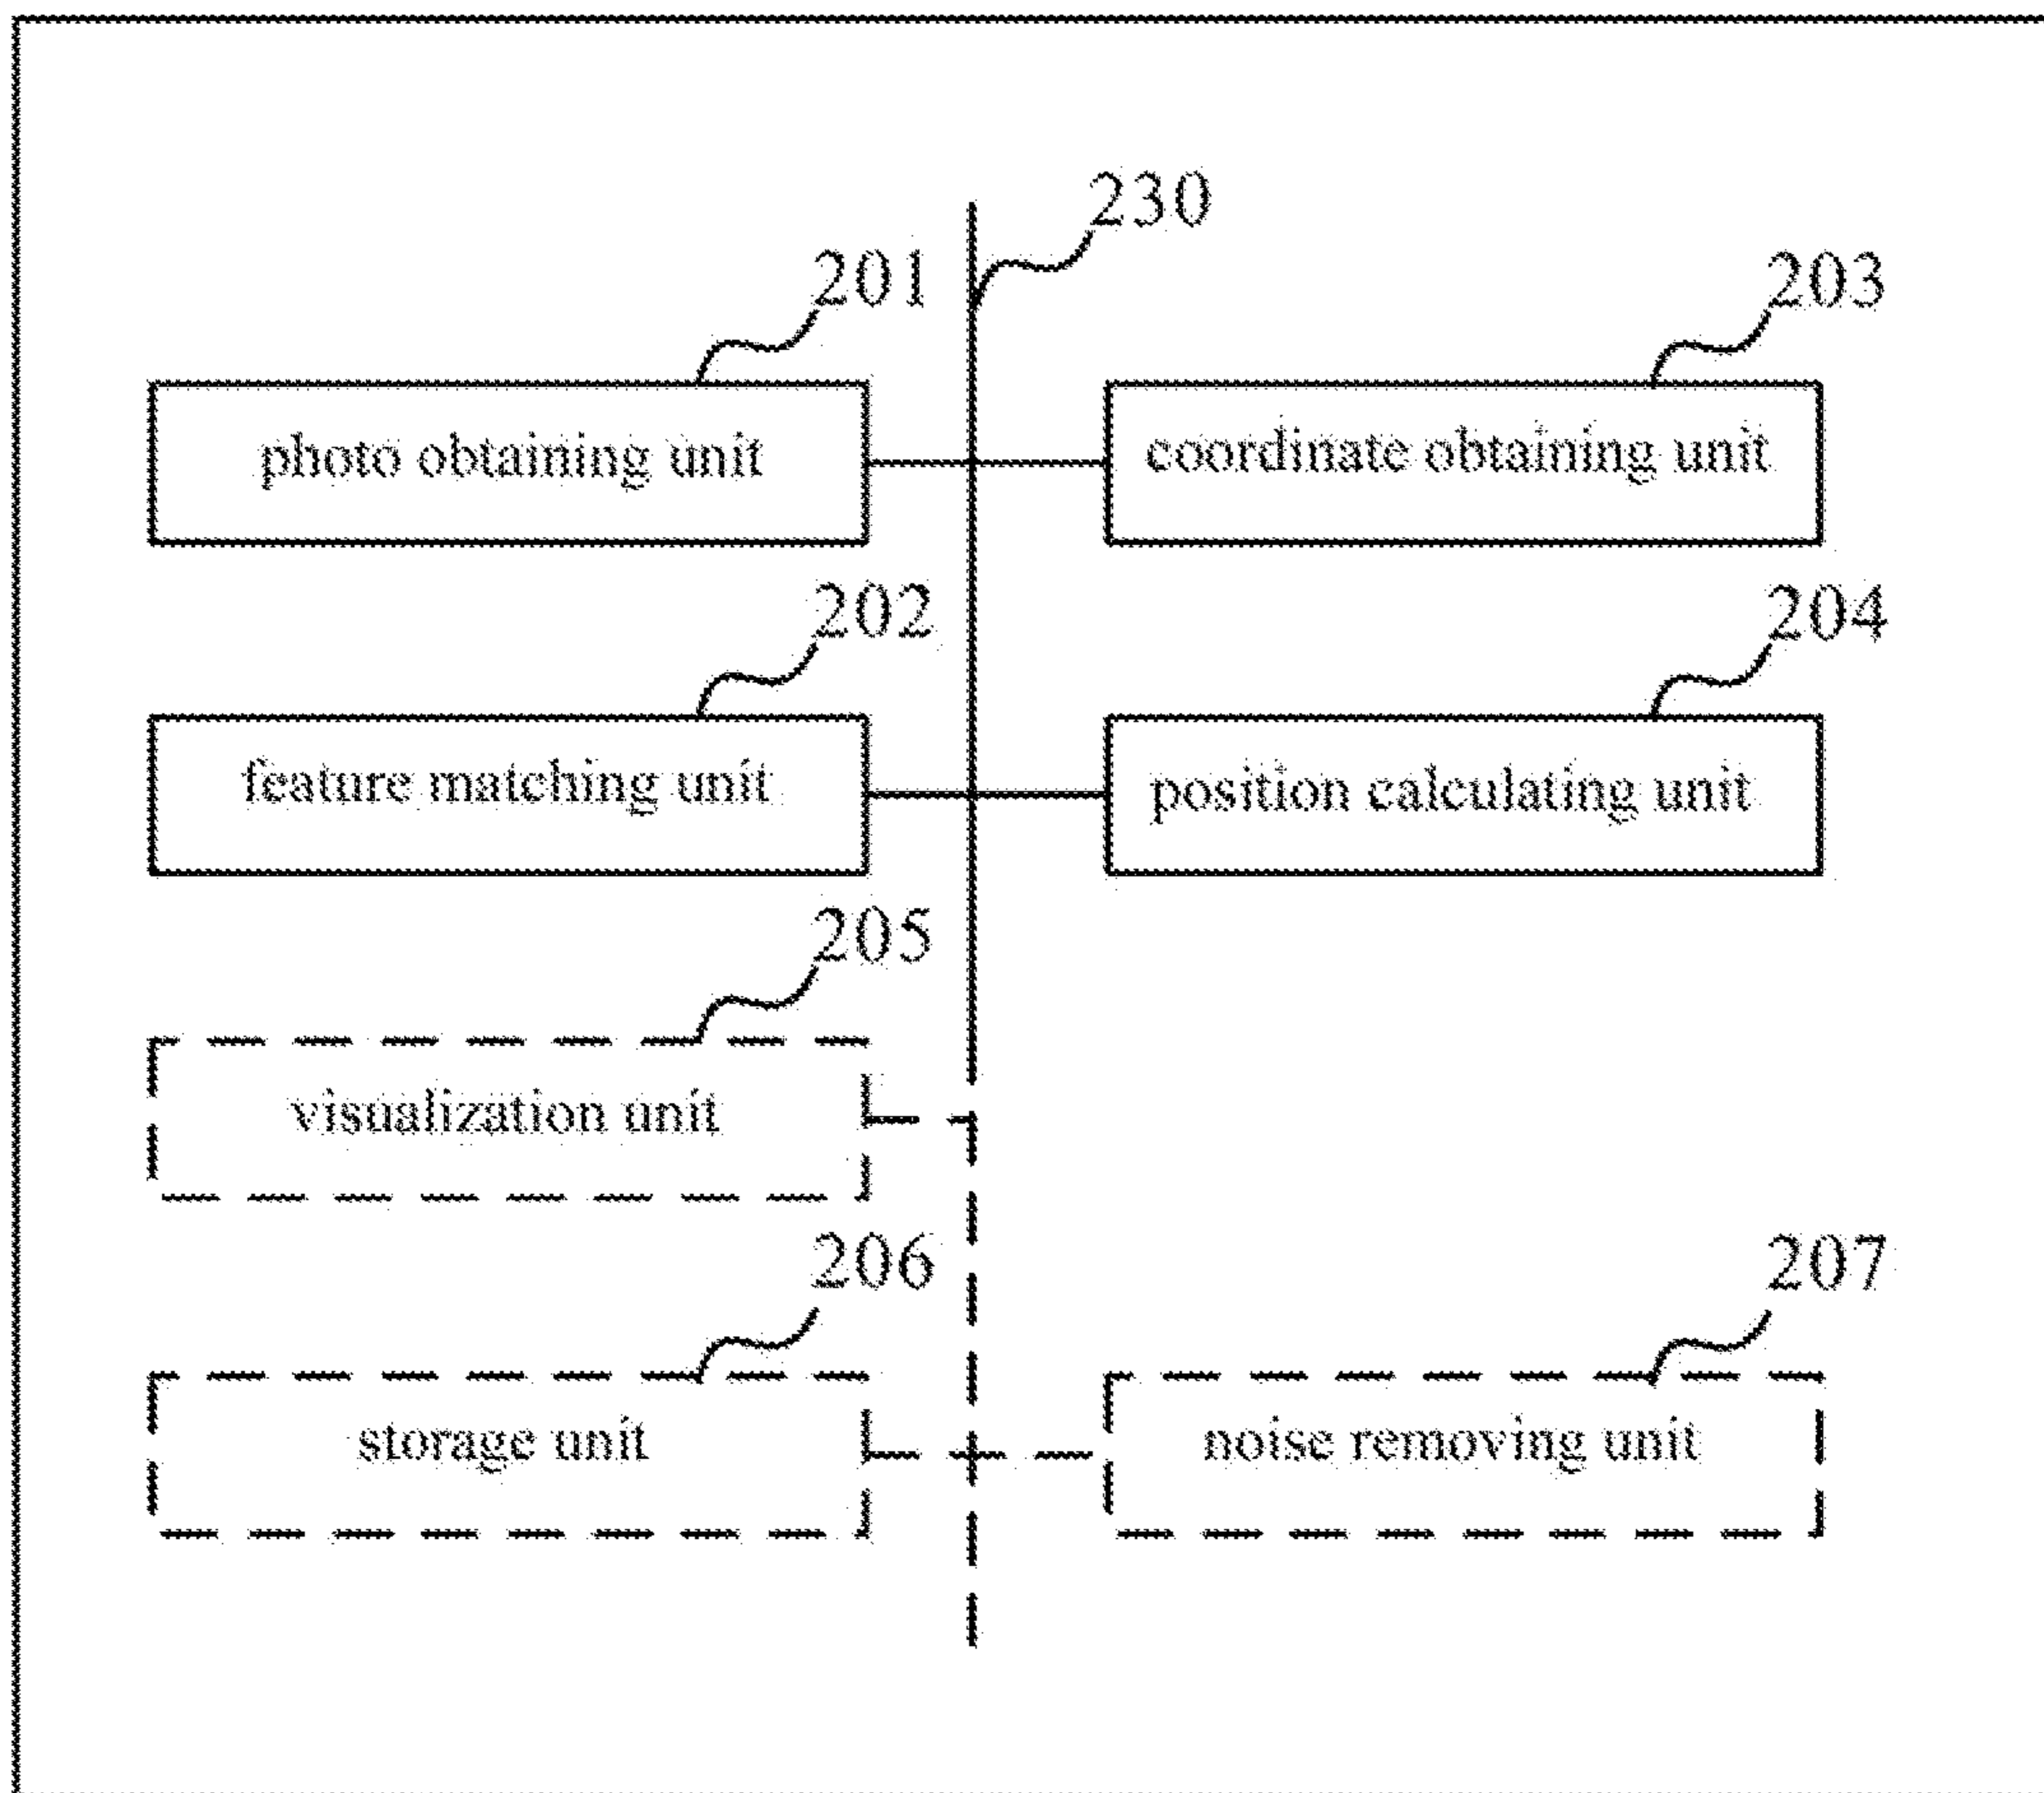 230
201
203
photo obtaining unit
coordinate obtaining unit
202
204
feature matching unit
position calculating unit
205
visualization unit
206
207
storage unit
noise removing unit